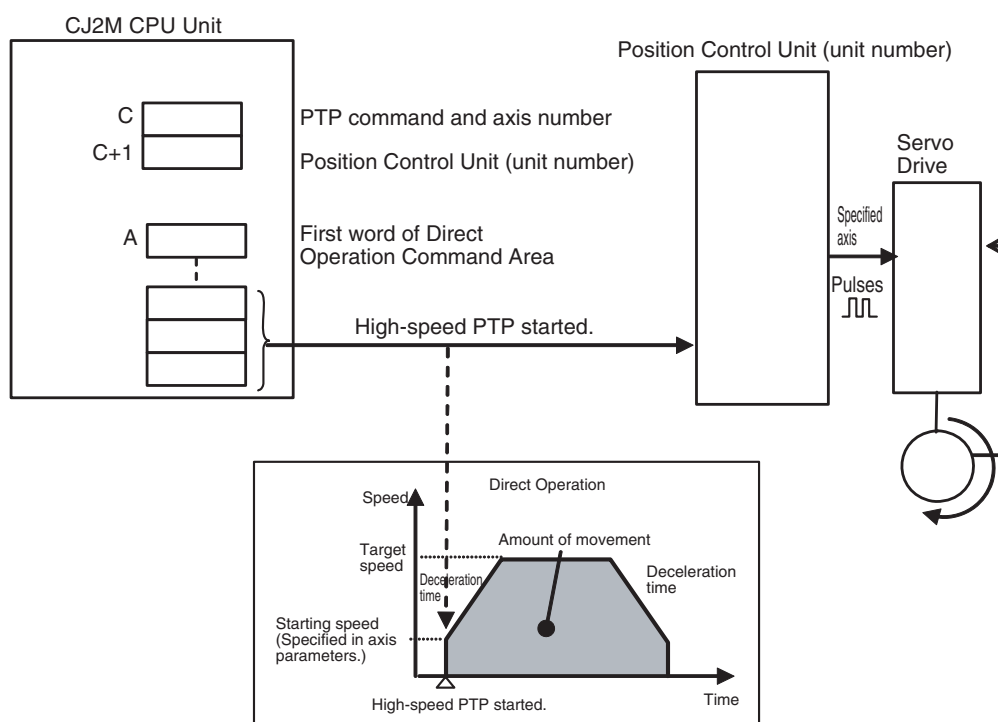 CJ2M CPU Unit
Position Control Unit (unit number)
C
PTP command and axis number
C+1
Position Control Unit (unit number)
Servo
Drive
A
First word of Direct
Operation Command Area
Specified
axis
Pulses
High-speed PTP started.
Direct Operation
Speed
Amount of movement
Target
speed
Deceleration
time
Deceleration
time
Starting speed
(Specified in axis
parameters.)
Time
High-speed PTP started.